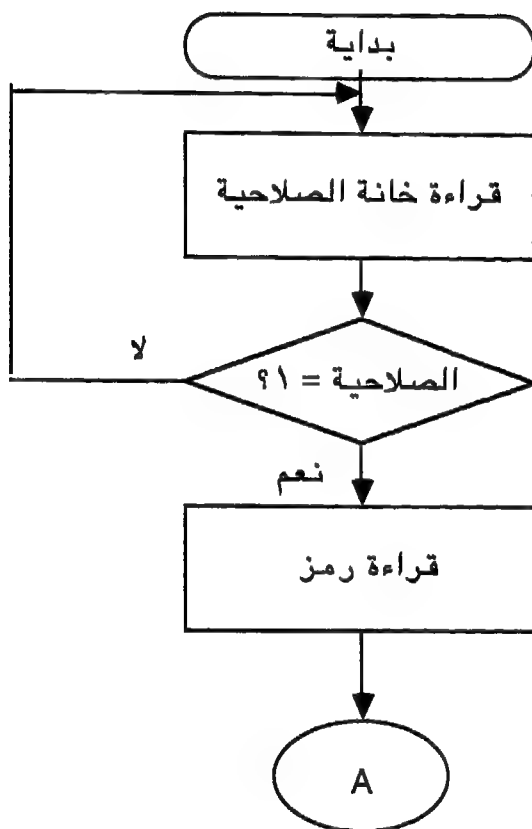 بداية
قراءة خانة الصلاحية
الصلاحية = ١؟
لا
نعم
قراءة رمز
A